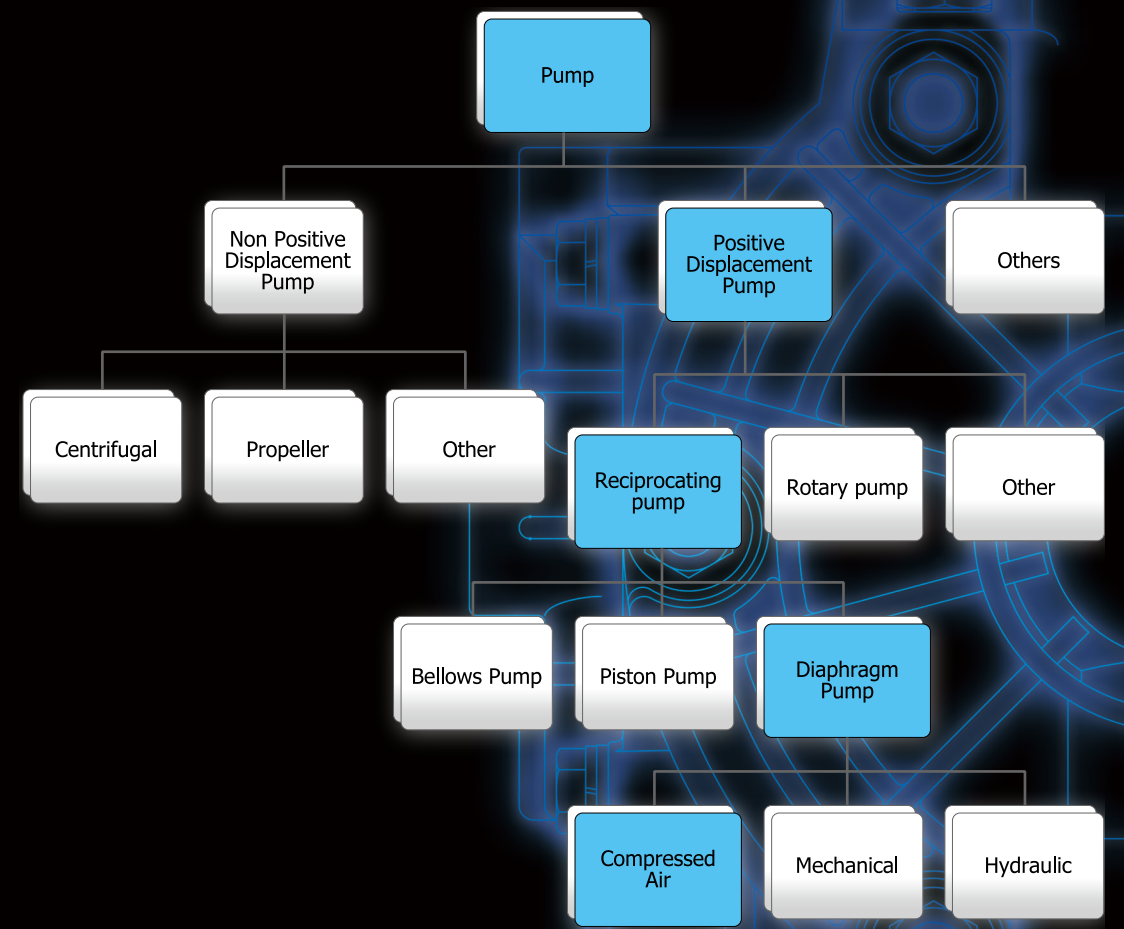 Pump
Non Positive
Displacement
Pump
Positive
Displacement
Pump
Others
Centrifugal
Propeller
Other
Reciprocating
pump
Rotary pump
Other
Bellows Pump
Piston Pump
Diaphragm
Pump
Compressed
Air
Mechanical
Hydraulic